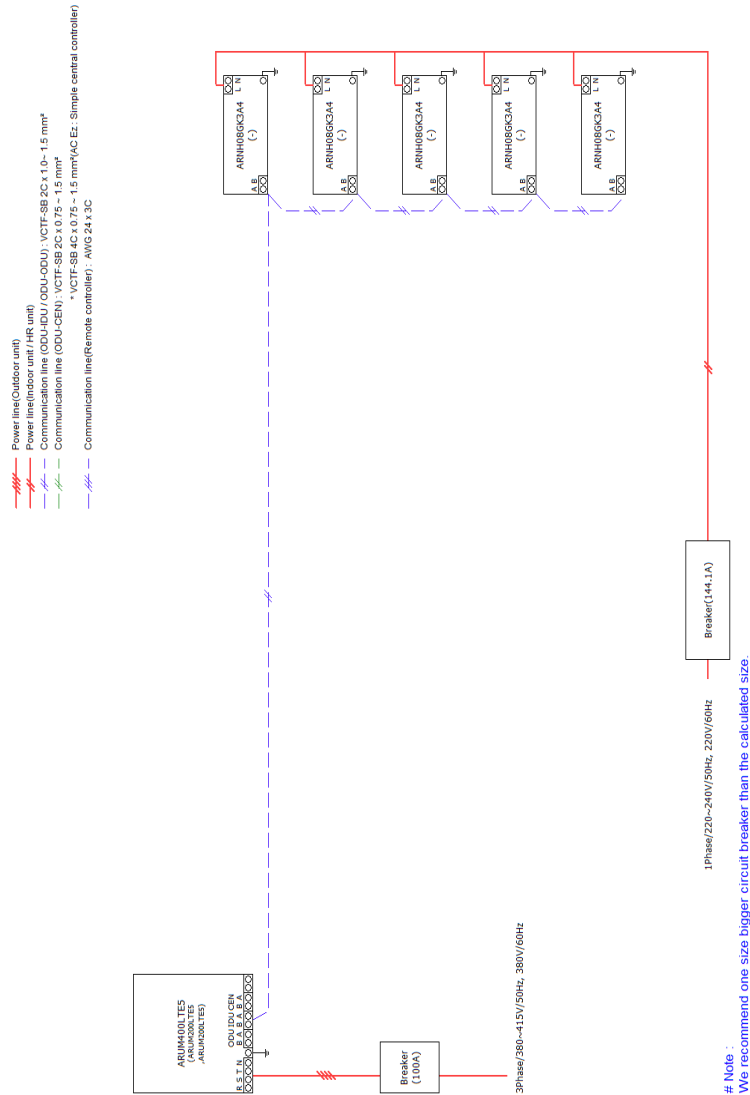 Power line(Outdoor unit)
Power line(Indoor unit / HR unit)
Communication line (ODU-IDU / ODU-ODU) : VCTF-SB 2C x 1.0~ 1.5 mm²
Communication line (ODU-CEN) : VCTF-SB 2C x 0.75 ~ 1.5 mm²
* VCTF-SB 4C x 0.75 ~ 1.5 mm²(AC Ez : Simple central controller)
Communication line(Remote controller) : AWG 24 x 3C
L N
ARNH08GK3A4
(-)
A B
L N
ARNH08GK3A4
(-)
A B
L N
ARNH08GK3A4
(-)
A B
L N
ARNH08GK3A4
(-)
A B
L N
ARNH08GK3A4
(-)
A B
ARUM400LTE5
(ARUM200LTE5
,ARUM200LTE5)
ODU IDU CEN
R S T N B A B A B A
Breaker
(100A)
3Phase/380~415V/50Hz, 380V/60Hz
Breaker(144.1A)
1Phase/220~240V/50Hz, 220V/60Hz
# Note :
We recommend one size bigger circuit breaker than the calculated size.